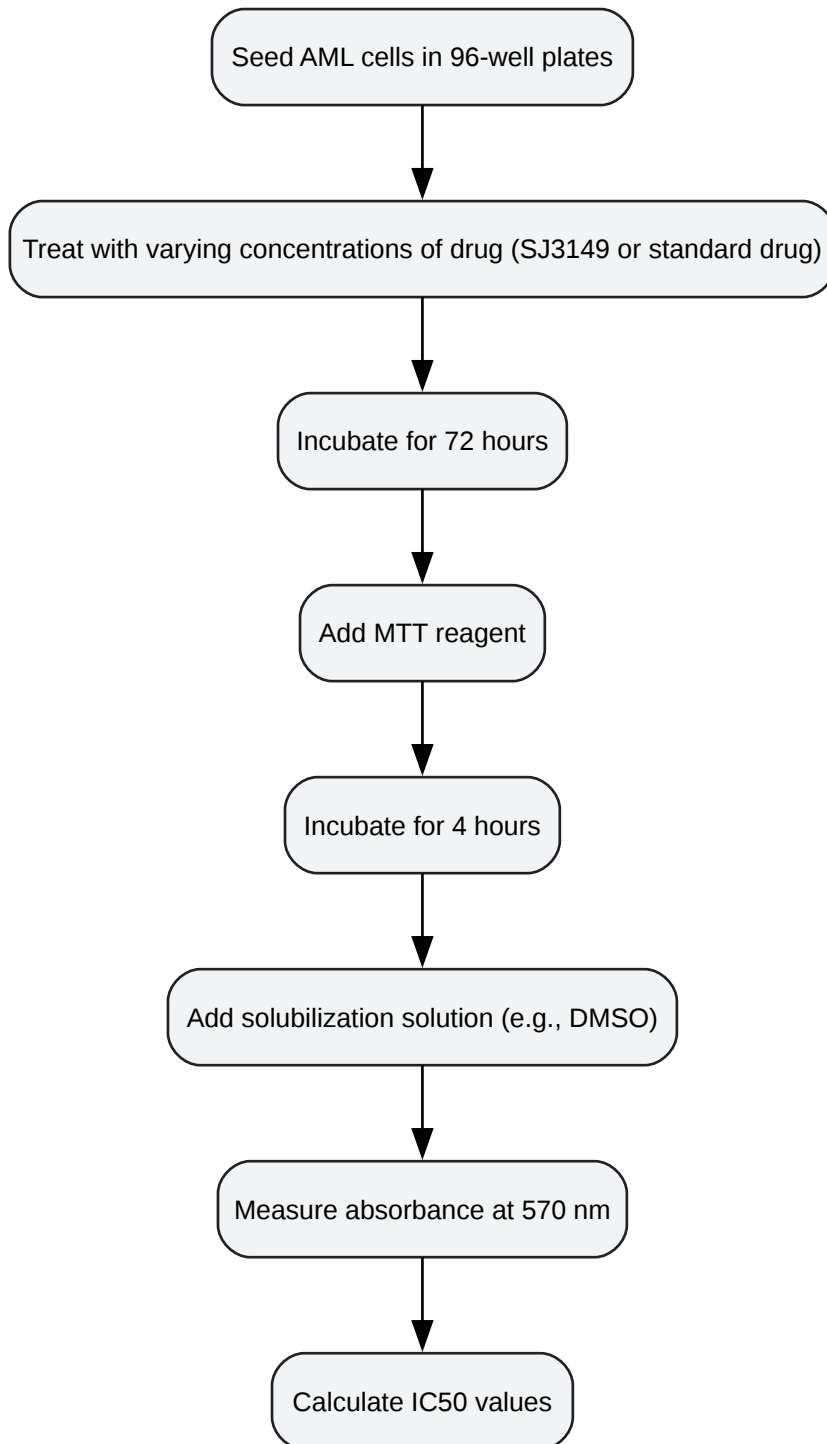 Seed AML cells in 96-well plates
Treat with varying concentrations of drug (SJ3149 or standard drug)
Incubate for 72 hours
Add MTT reagent
Incubate for 4 hours
Add solubilization solution (e.g., DMSO)
Measure absorbance at 570 nm
Calculate IC50 values